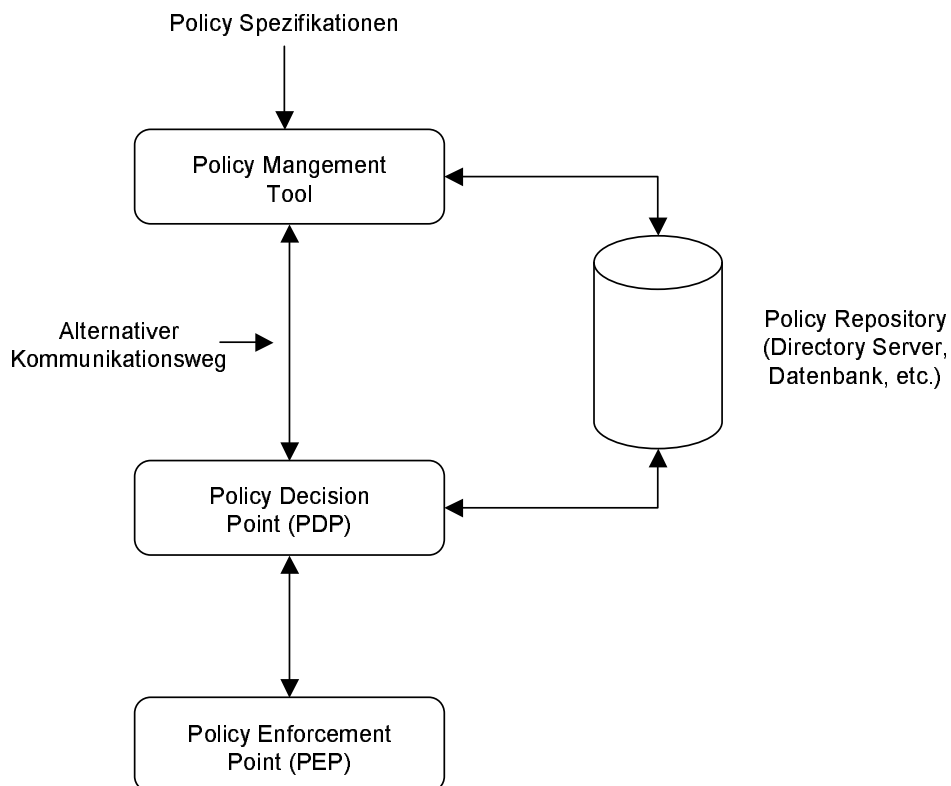 Policy Spezifikationen
Policy Mangement
Tool
Alternativer
Kommunikationsweg
Policy Repository
(Directory Server,
Datenbank, etc.)
Policy Decision
Point (PDP)
Policy Enforcement
Point (PEP)